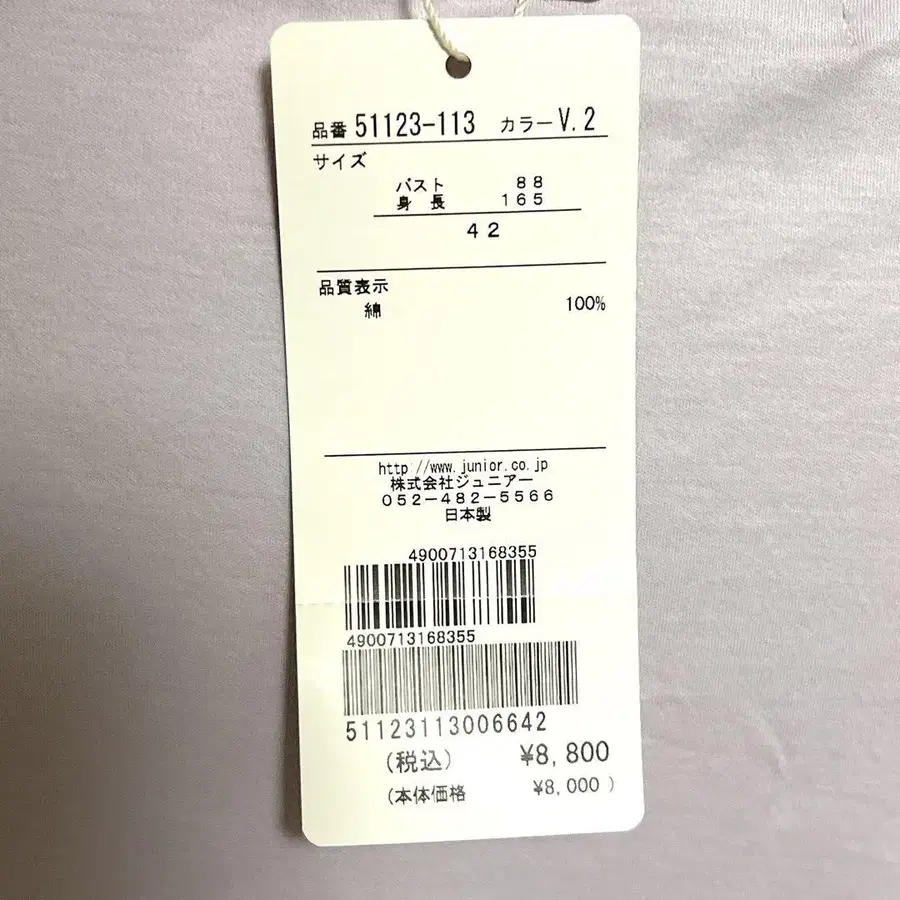 品番 51123-113 カラー V.2
サイズ
バスト 88
身 長 165
42
品質表示
綿 100%
http://www.junior.co.jp
株式会社ジュニアー
052-482-5566
日本製
4900713168355
4900713168355
511231130006642
(税込) ¥8,800
(本体価格 ¥8,000 )